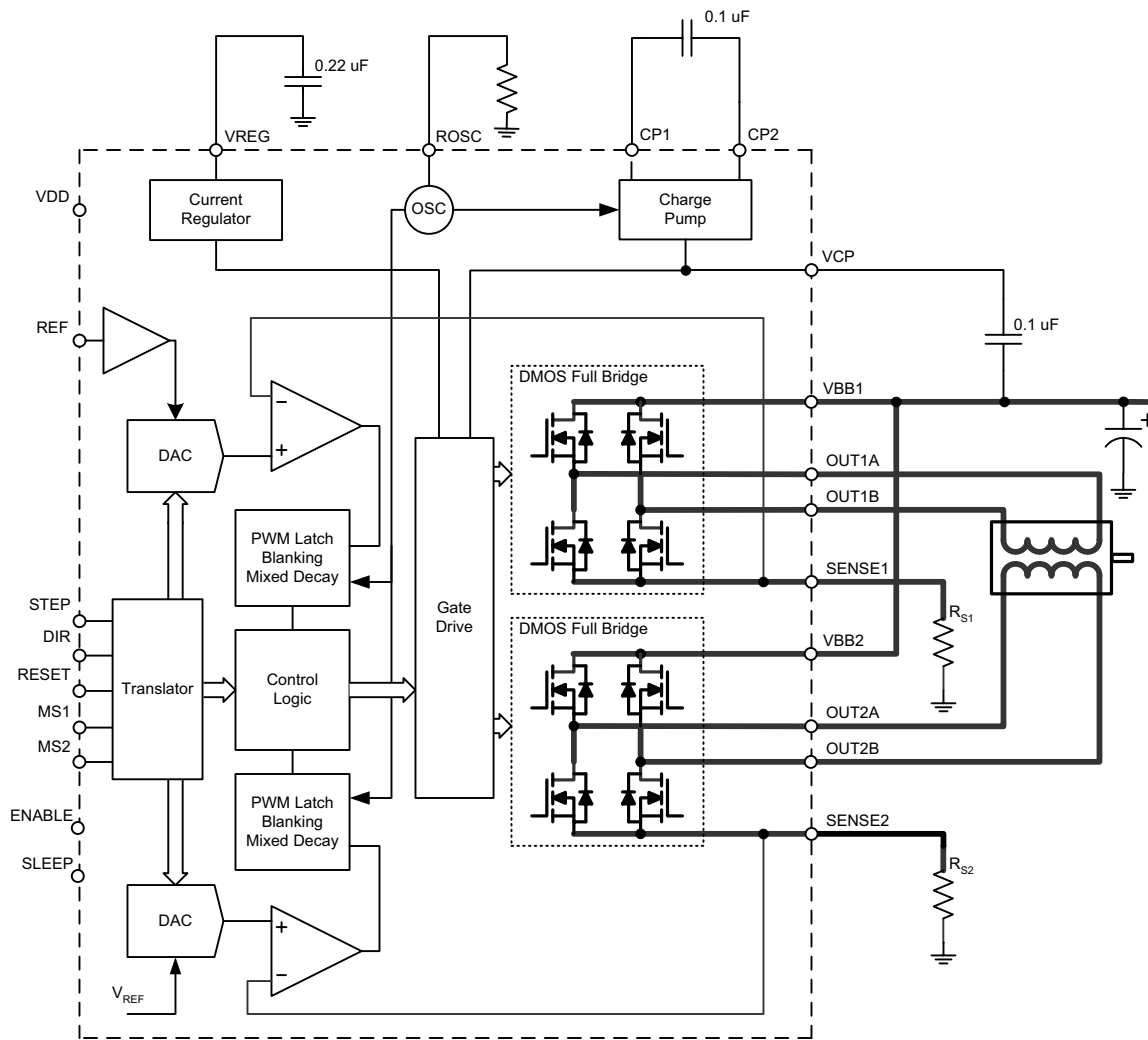 0.1 uF
0.22 uF
VREG
ROSC
CP1
CP2
VDD
Current
Regulator
OSC
Charge
Pump
VCP
REF
0.1 uF
DMOS Full Bridge
VBB1
+
−
+
DAC
OUT1A
OUT1B
PWM Latch
Blanking
Mixed Decay
SENSE1
STEP
DIR
RESET
MS1
MS2
Translator
Control
Logic
Gate
Drive
DMOS Full Bridge
RS1
VBB2
OUT2A
OUT2B
PWM Latch
Blanking
Mixed Decay
ENABLE
SLEEP
SENSE2
RS2
DAC
+
−
VREF